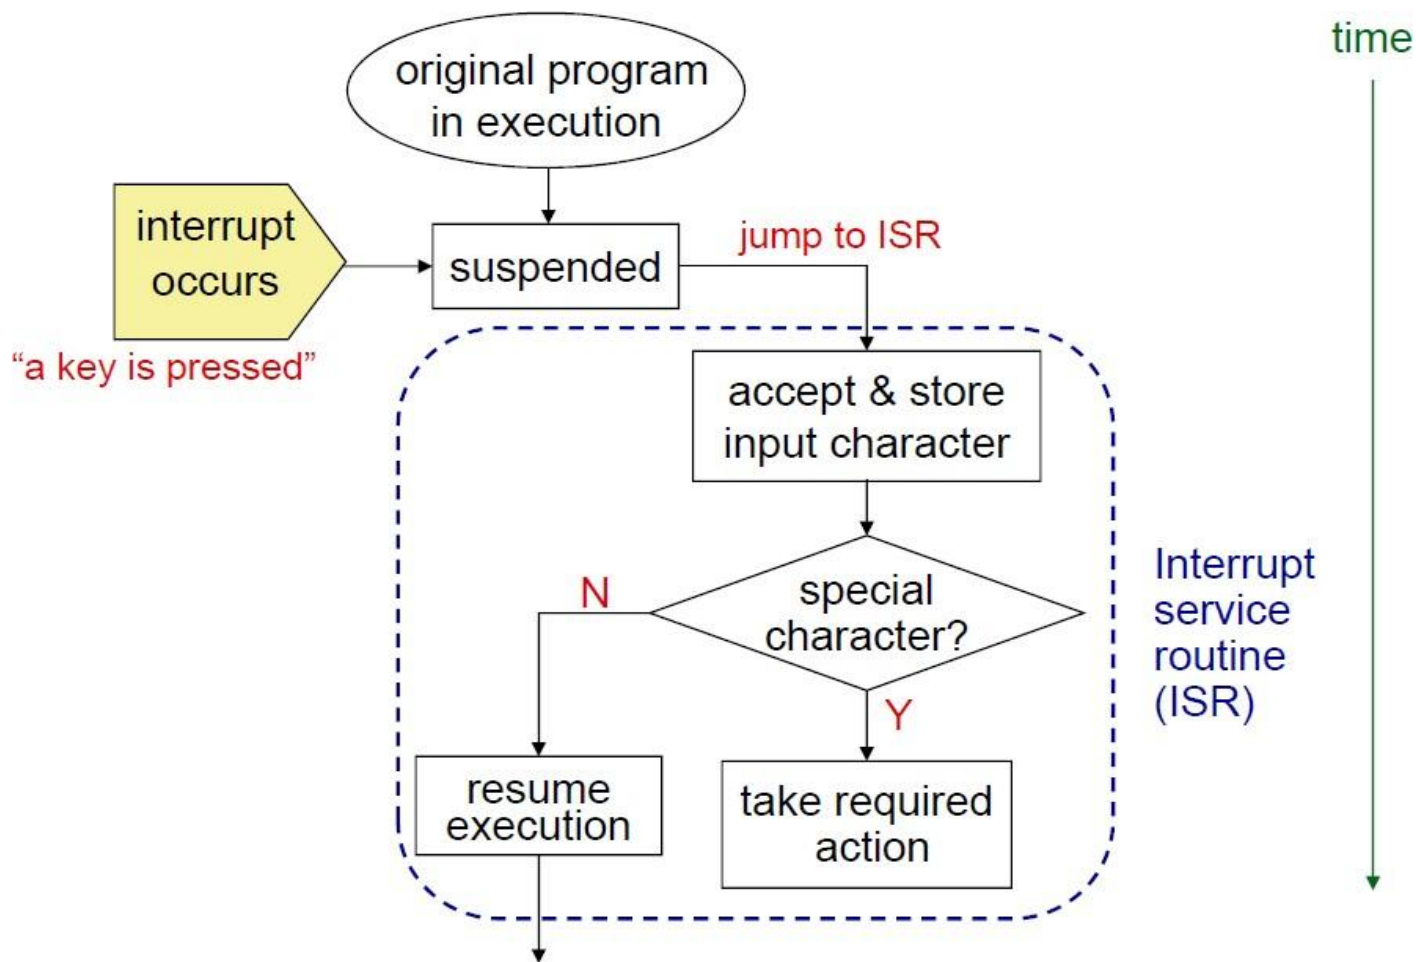 time
original program
in execution
interrupt
occurs
"a key is pressed"
suspended
jump to ISR
accept & store
input character
special
character?
N
Y
resume
execution
take required
action
Interrupt
service
routine
(ISR)